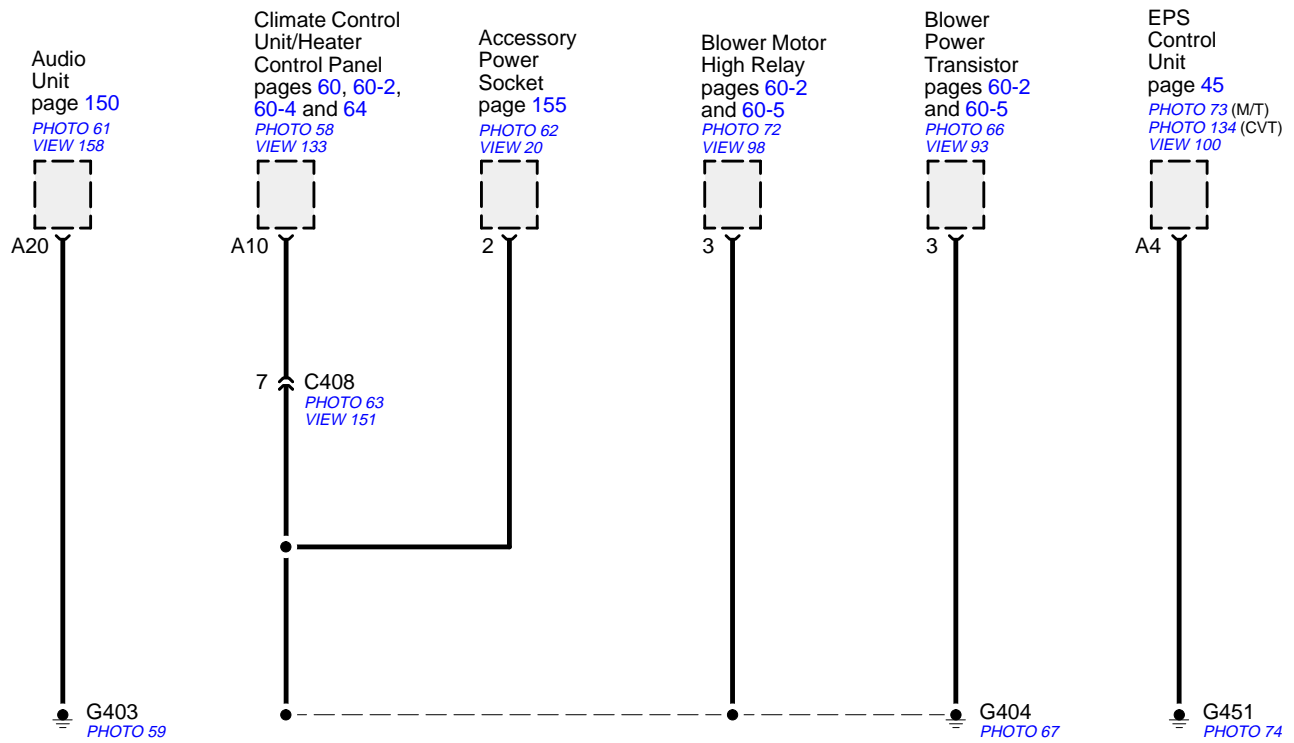 Audio
Unit
page 150
PHOTO 61
VIEW 158
Climate Control
Unit/Heater
Control Panel
pages 60, 60-2,
60-4 and 64
PHOTO 58
VIEW 133
Accessory
Power
Socket
page 155
PHOTO 62
VIEW 20
Blower Motor
High Relay
pages 60-2
and 60-5
PHOTO 72
VIEW 98
Blower
Power
Transistor
pages 60-2
and 60-5
PHOTO 66
VIEW 93
EPS
Control
Unit
page 45
PHOTO 73 (M/T)
PHOTO 134 (CVT)
VIEW 100
A20
A10
2
3
3
A4
7 C408
PHOTO 63
VIEW 151
G403
PHOTO 59
G404
PHOTO 67
G451
PHOTO 74